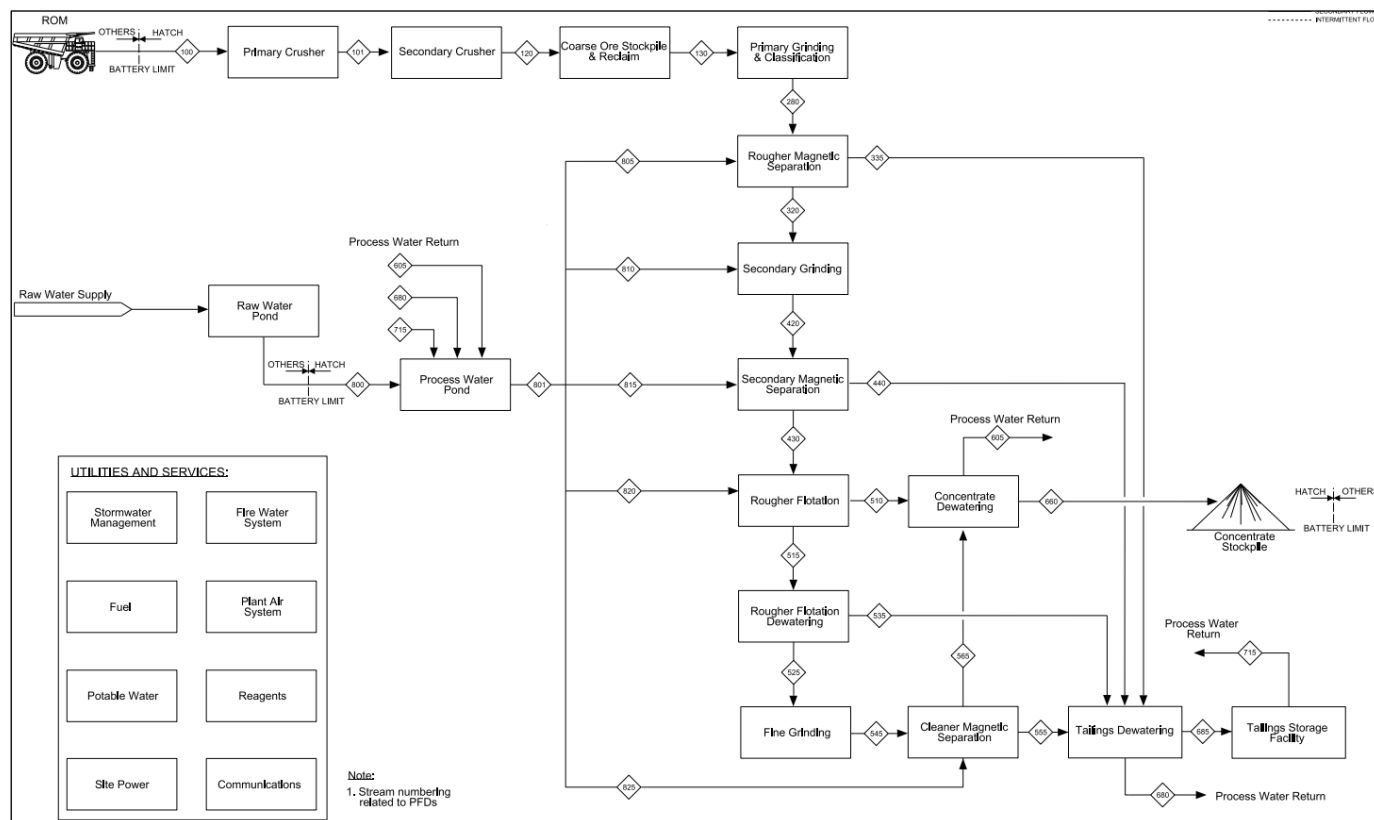 SECONDARY FLOW
INTERMITTENT FLO
ROM
OTHERS
HATCH
BATTERY LIMIT
100
Primary Crusher
101
Secondary Crusher
120
Coarse Ore Stockpile
& Reclaim
130
Primary Grinding
& Classification
280
805
Rougher Magnetic
Separation
335
320
Process Water Return
605
810
Secondary Grinding
Raw Water Supply
Raw Water
Pond
680
715
420
OTHERS
HATCH
BATTERY LIMIT
800
Process Water
Pond
801
815
Secondary Magnetic
Separation
440
430
Process Water Return
605
820
Rougher Flotation
510
Concentrate
Dewatering
660
Concentrate
Stockpile
HATCH
OTHERS
BATTERY LIMIT
515
Rougher Flotation
Dewatering
535
565
Process Water
Return
715
525
Fine Grinding
545
Cleaner Magnetic
Separation
555
Tailings Dewatering
685
Tailings Storage
Facility
825
680
Process Water Return
UTILITIES AND SERVICES:
Stormwater
Management
Fire Water
System
Fuel
Plant Air
System
Potable Water
Reagents
Site Power
Communications
Note:
1. Stream numbering
related to PFDs